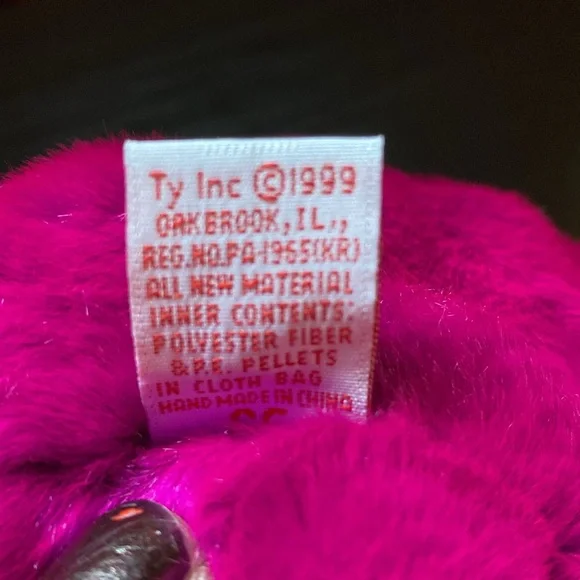 Ty Inc ©1999
OAKBROOK, IL.,
REG.NO.PA-1965(KR)
ALL NEW MATERIAL
INNER CONTENTS:
POLYESTER FIBER
& P.E. PELLETS
IN CLOTH BAG
HAND MADE IN CHINA